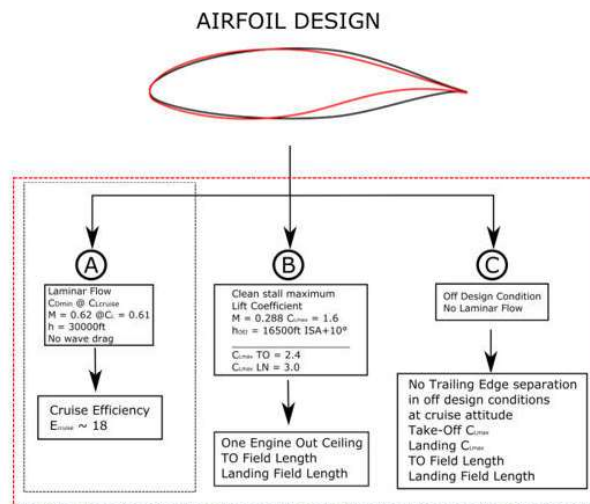 AIRFOIL DESIGN
A
Laminar Flow
CDmin @ CLcruise
M = 0.62 @CL = 0.61
h = 30000ft
No wave drag
Cruise Efficiency
Ecruise ~ 18
B
Clean stall maximum
Lift Coefficient
M = 0.288 CLmax = 1.6
hOEI = 16500ft ISA+10°
CLmax TO = 2.4
CLmax LN = 3.0
One Engine Out Ceiling
TO Field Length
Landing Field Length
C
Off Design Condition
No Laminar Flow
No Trailing Edge separation
in off design conditions
at cruise attitude
Take-Off CLmax
Landing CLmax
TO Field Length
Landing Field Length